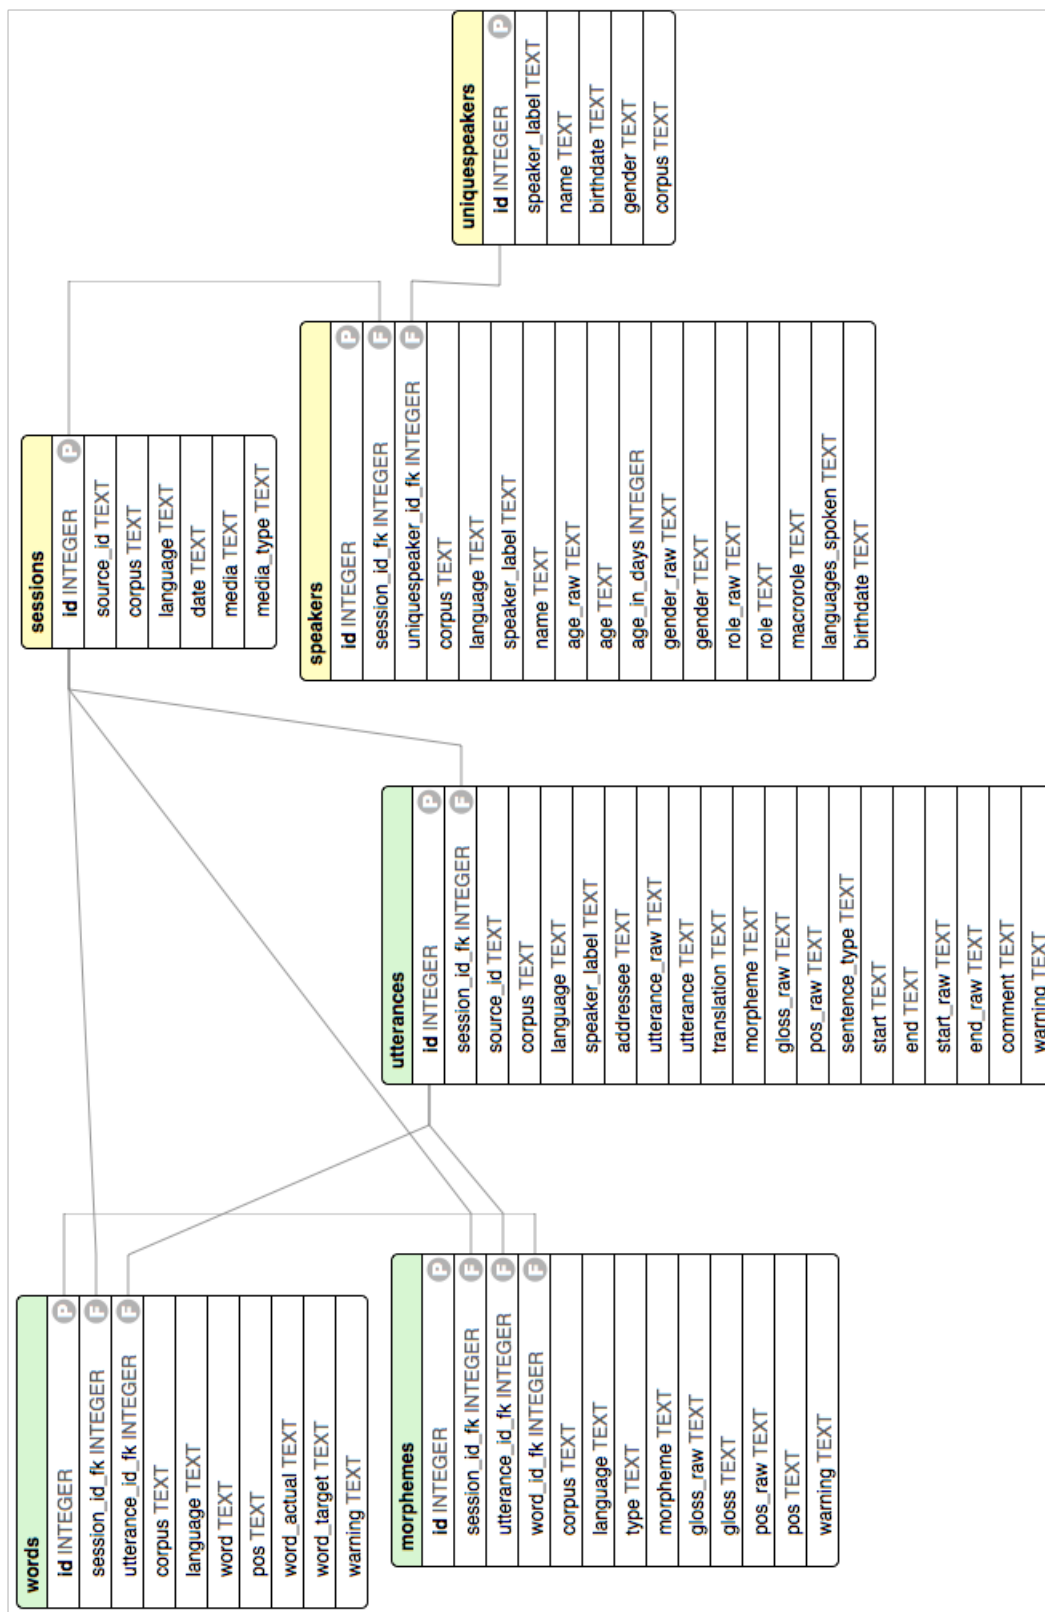 words
id INTEGER P
session_id_fk INTEGER F
utterance_id_fk INTEGER F
corpus TEXT
language TEXT
word TEXT
pos TEXT
word_actual TEXT
word_target TEXT
warning TEXT
morphemes
id INTEGER P
session_id_fk INTEGER F
utterance_id_fk INTEGER F
word_id_fk INTEGER F
corpus TEXT
language TEXT
type TEXT
morpheme TEXT
gloss_raw TEXT
gloss TEXT
pos_raw TEXT
pos TEXT
warning TEXT
utterances
id INTEGER P
session_id_fk INTEGER F
source_id TEXT
corpus TEXT
language TEXT
speaker_label TEXT
addressee TEXT
utterance_raw TEXT
utterance TEXT
translation TEXT
morpheme TEXT
gloss_raw TEXT
pos_raw TEXT
sentence_type TEXT
start TEXT
end TEXT
start_raw TEXT
end_raw TEXT
comment TEXT
warning TEXT
sessions
id INTEGER P
source_id TEXT
corpus TEXT
language TEXT
date TEXT
media TEXT
media_type TEXT
speakers
id INTEGER P
session_id_fk INTEGER F
uniquespeaker_id_fk INTEGER F
corpus TEXT
language TEXT
speaker_label TEXT
name TEXT
age_raw TEXT
age TEXT
age_in_days INTEGER
gender_raw TEXT
gender TEXT
role_raw TEXT
role TEXT
macrorole TEXT
languages_spoken TEXT
birthdate TEXT
uniquespeakers
id INTEGER P
speaker_label TEXT
name TEXT
birthdate TEXT
gender TEXT
corpus TEXT